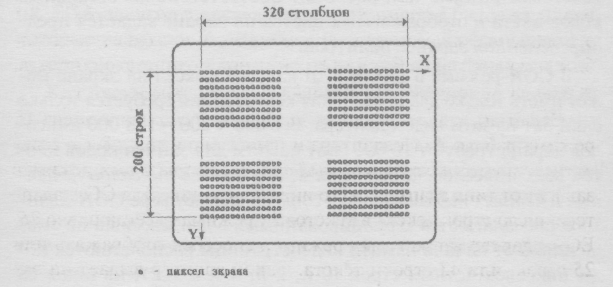 320 столбцов
X
200 строк
Y
пиксел экрана